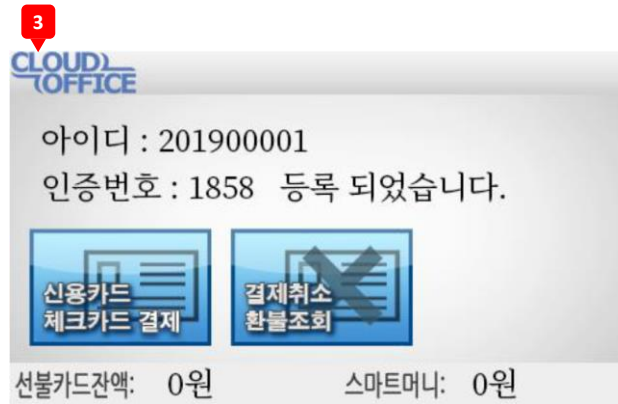 3
CLOUD
OFFICE
아이디 : 201900001
인증번호 : 1858 등록 되었습니다.
신용카드
체크카드 결제
결제취소
환불조회
선불카드잔액: 0원 스마트머니: 0원